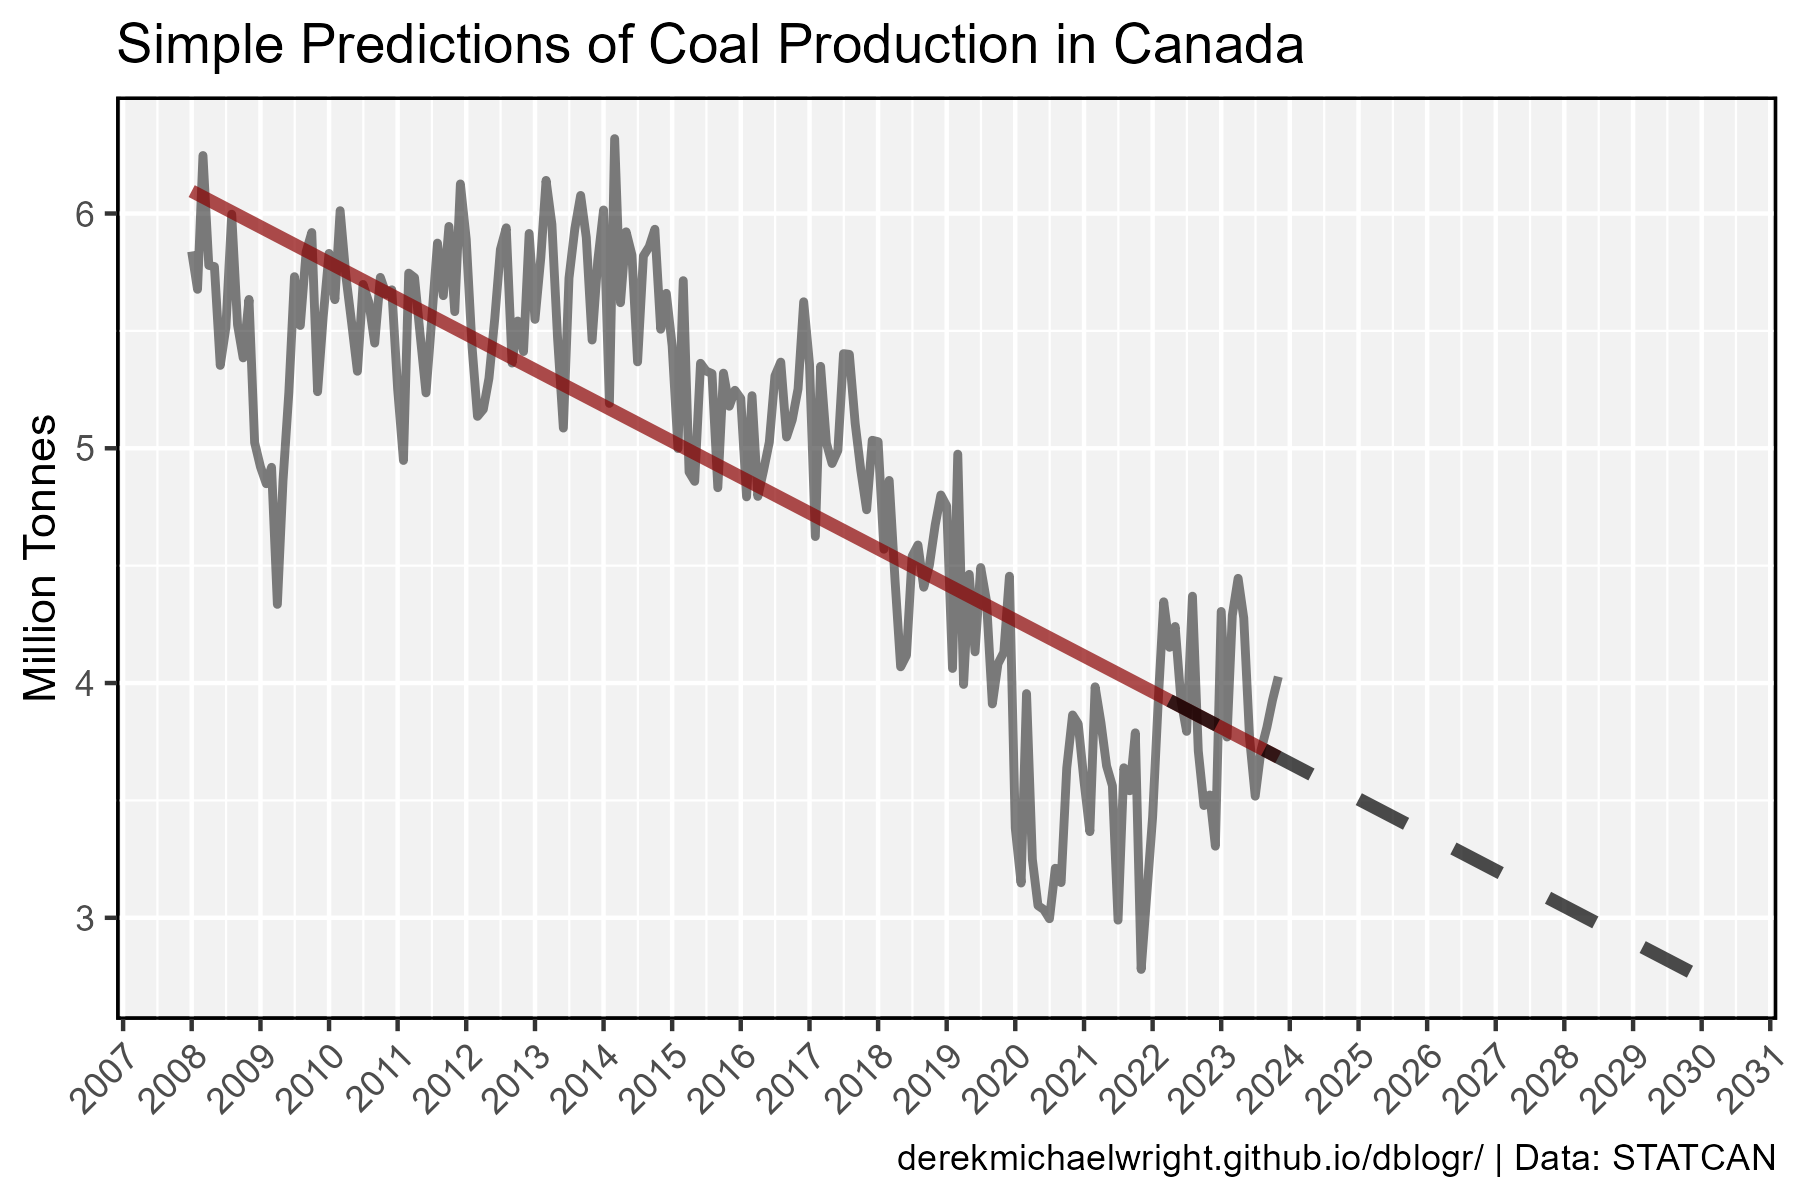 Simple Predictions of Coal Production in Canada
Million Tonnes
6
5
4
3
2007 2008 2009 2010 2011 2012 2013 2014 2015 2016 2017 2018 2019 2020 2021 2022 2023 2024 2025 2026 2027 2028 2029 2030 2031
derekmichaelwright.github.io/dblogr/ | Data: STATCAN